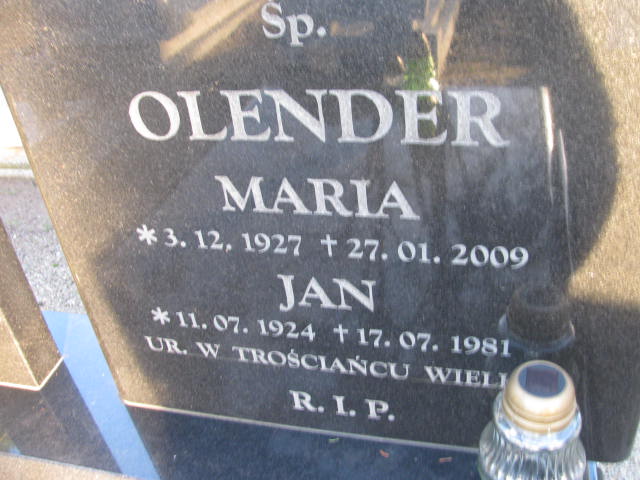 Śp.
OLENDER
MARIA
* 3. 12. 1927 † 27. 01. 2009
JAN
* 11. 07. 1924 † 17. 07. 1981
UR. W TROŚCIAŃCU
R. I. P.